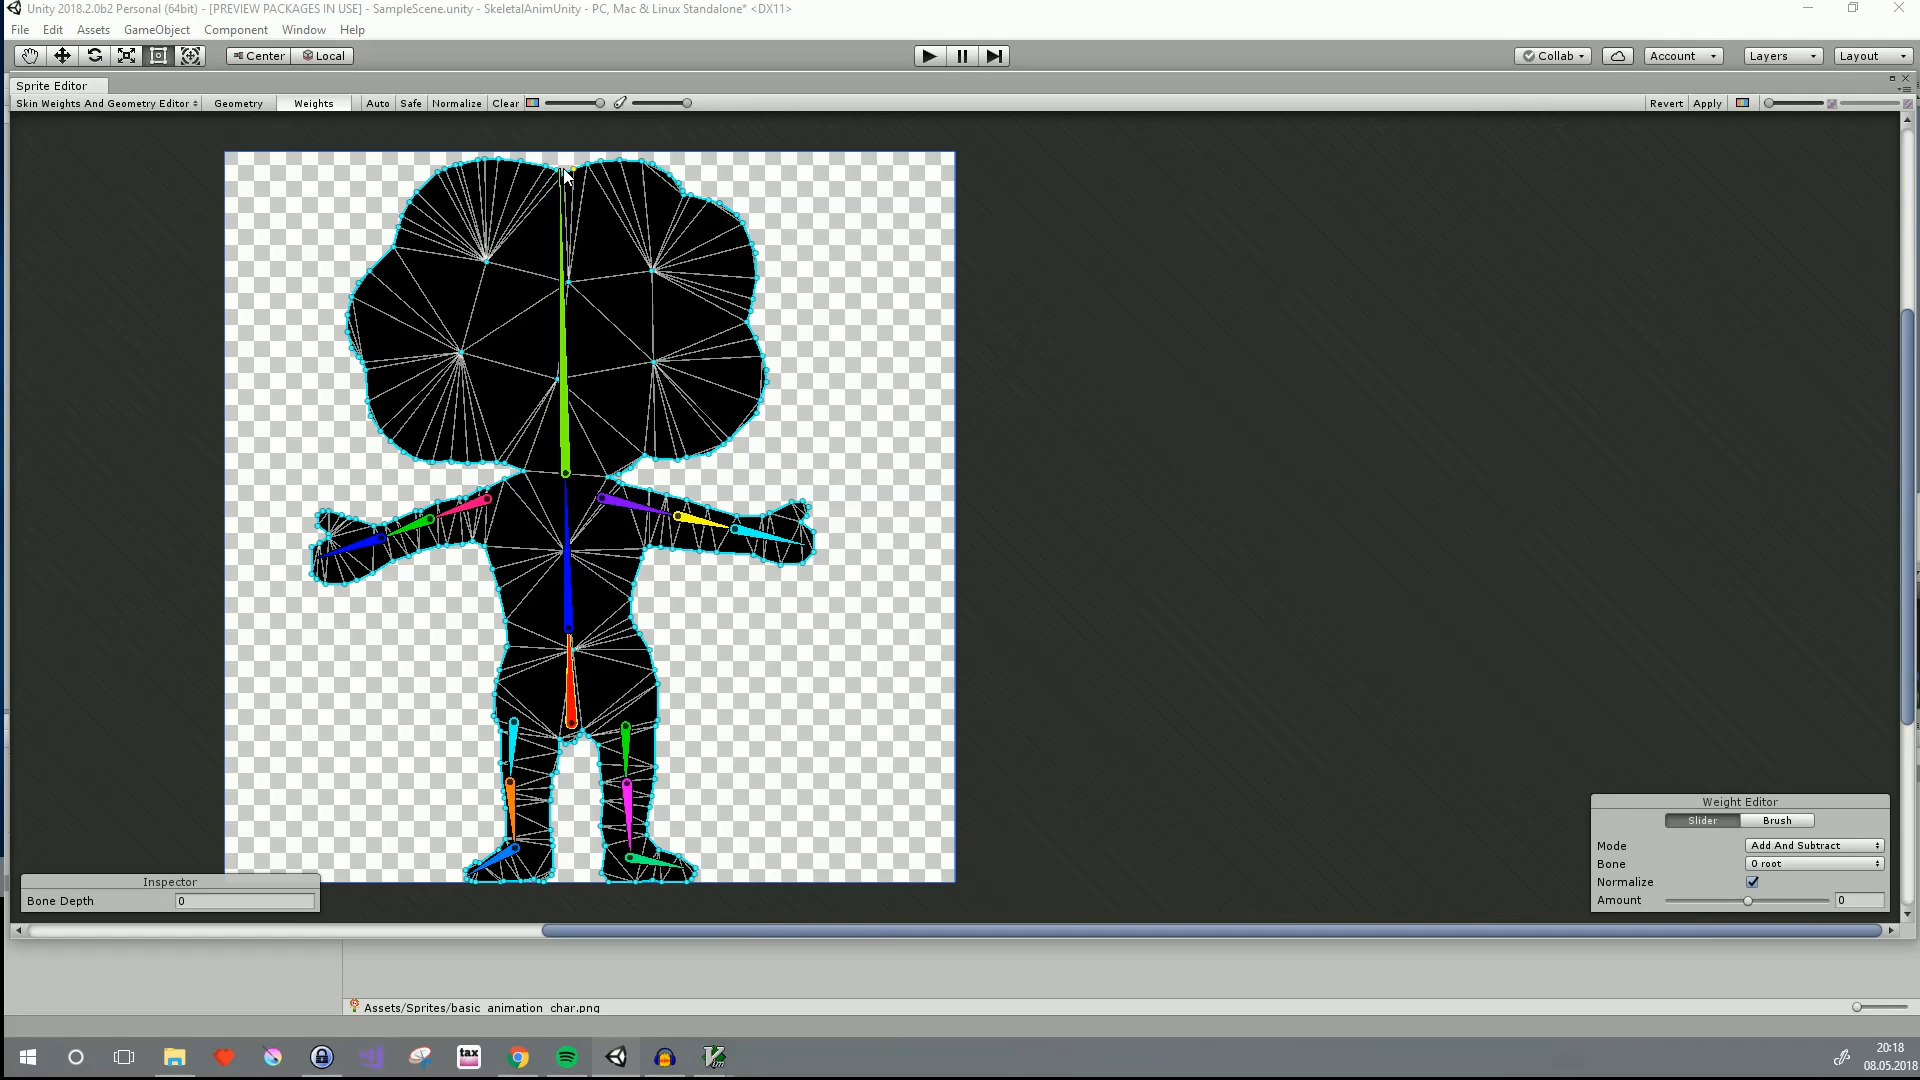 Unity 2018.2.0b2 Personal (64bit) - [PREVIEW PACKAGES IN USE] - SampleScene.unity - SkeletalAnimUnity - PC, Mac & Linux Standalone* <DX11>
File Edit Assets GameObject Component Window Help
Center Local Collab Account Layers Layout
Sprite Editor
Skin Weights And Geometry Editor Geometry Weights Auto Safe Normalize Clear Revert Apply
Weight Editor
Slider Brush
Mode Add And Subtract
Bone 0 root
Normalize
Amount 0
Inspector
Bone Depth 0
Assets/Sprites/basic_animation_char.png
tax
20:18
08.05.2018